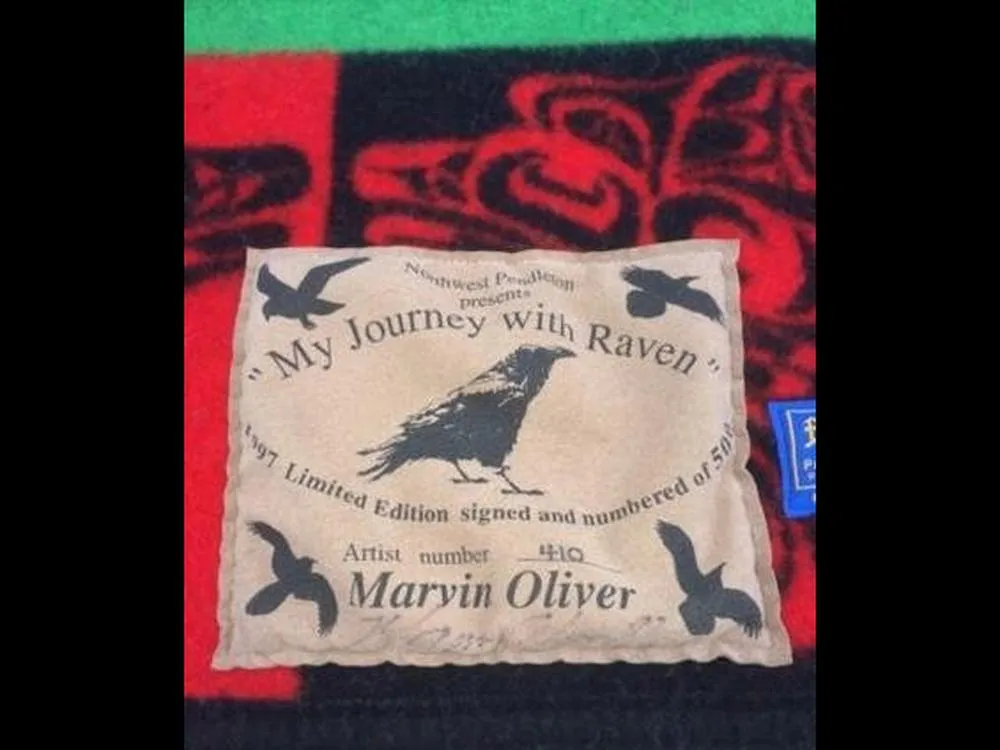 Northwest Pendleton
presents
"My Journey with Raven"
1997 Limited Edition signed and numbered of 500
Artist number 410
Marvin Oliver